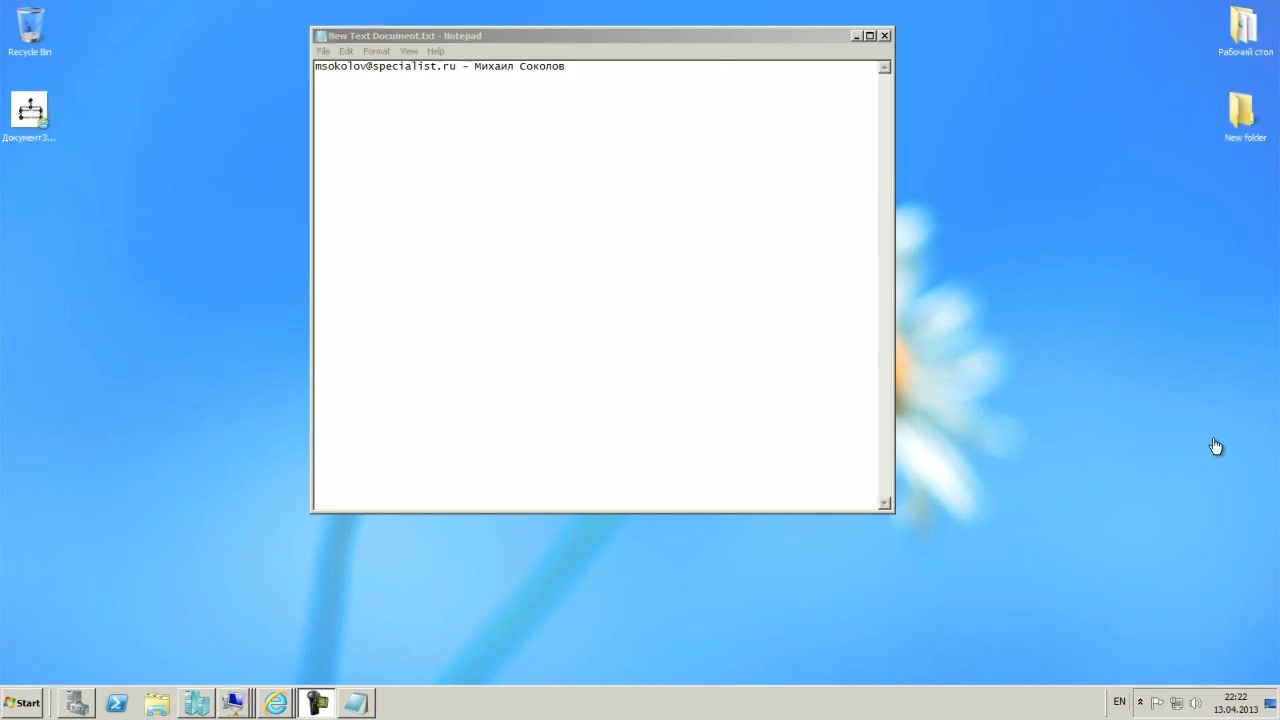 Recycle Bin
Документ3...
New Text Document.txt - Notepad
File Edit Format View Help
msokolov@specialist.ru - Михаил Соколов
Рабочий стол
New folder
Start
EN
22:22
13.04.2013